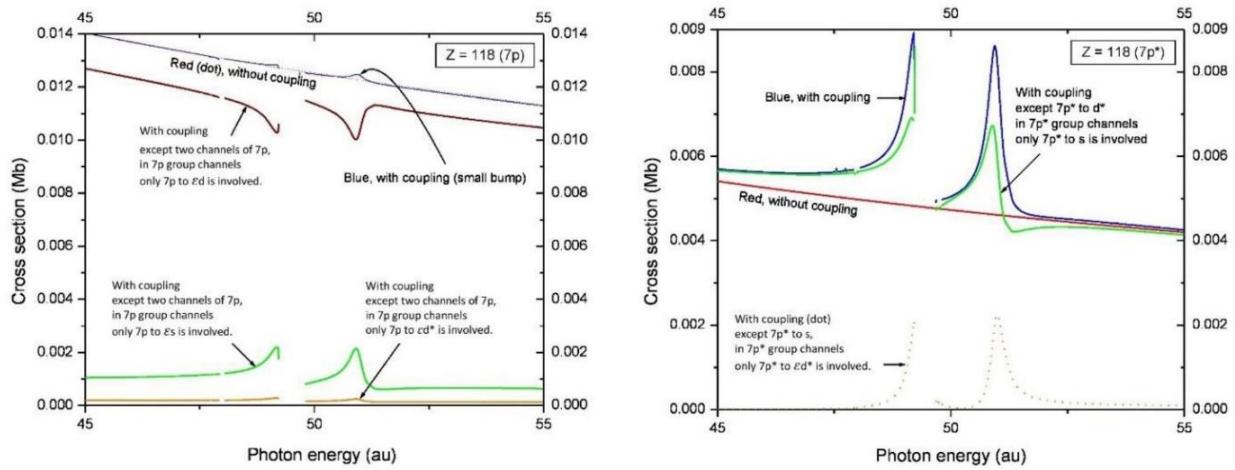 45 50 55
0.014 0.014
Z = 118 (7p)
Red (dot), without coupling
0.012 0.012
With coupling
except two channels of 7p,
in 7p group channels
only 7p to εd is involved.
0.010 0.010
Blue, with coupling (small bump)
0.008 0.008
Cross section (Mb)
0.006 0.006
With coupling
except two channels of 7p,
in 7p group channels
only 7p to εs is involved.
With coupling
except two channels of 7p,
in 7p group channels
only 7p to εd* is involved.
0.004 0.004
0.002 0.002
0.000 0.000
45 50 55
Photon energy (au)
45 50 55
0.009 0.009
Z = 118 (7p*)
Blue, with coupling
With coupling
except 7p* to d*
in 7p* group channels
only 7p* to s is involved
0.008 0.008
0.006 0.006
Red, without coupling
Cross section (Mb)
0.004 0.004
With coupling (dot)
except 7p* to s,
in 7p* group channels
only 7p* to εd* is involved.
0.002 0.002
0.000 0.000
45 50 55
Photon energy (au)